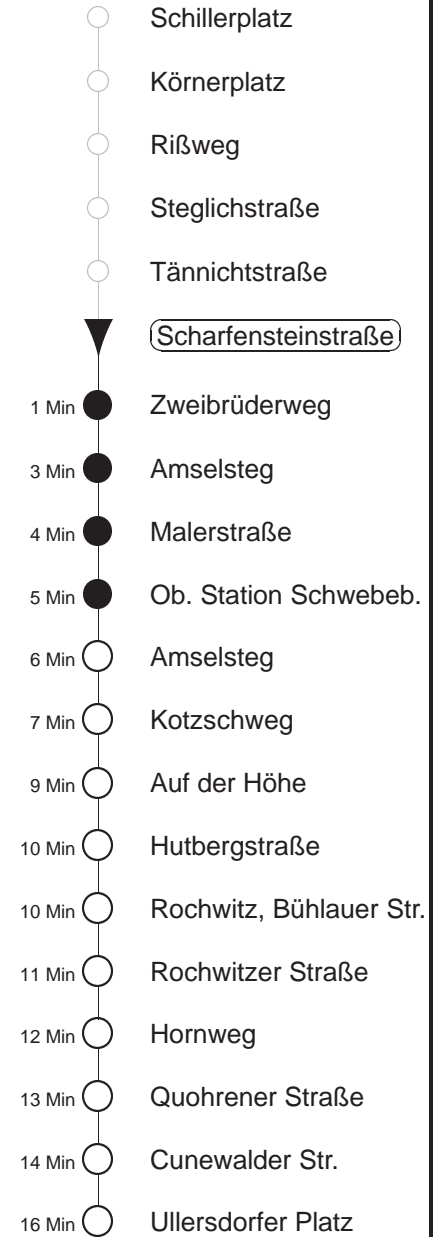 Schillerplatz
Körnerplatz
Rißweg
Steglichstraße
Tännichtstraße
Scharfensteinstraße
1 Min Zweibrüderweg
3 Min Amselsteg
4 Min Malerstraße
5 Min Ob. Station Schwebeb.
6 Min Amselsteg
7 Min Kotzschweg
9 Min Auf der Höhe
10 Min Hutbergstraße
10 Min Rochwitz, Bühlauer Str.
11 Min Rochwitzer Straße
12 Min Hornweg
13 Min Quohrener Straße
14 Min Cunewalder Str.
16 Min Ullersdorfer Platz